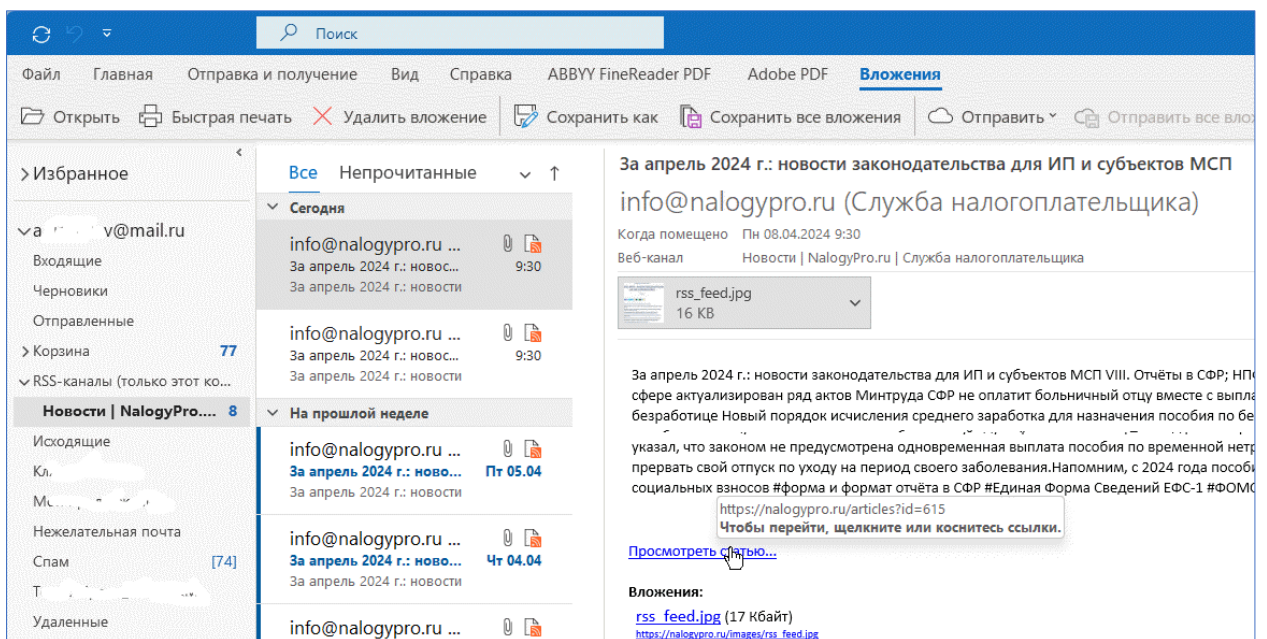 Поиск
Файл Главная Отправка и получение Вид Справка ABBYY FineReader PDF Adobe PDF Вложения
Открыть Быстрая печать Удалить вложение Сохранить как Сохранить все вложения Отправить Отправить все
Избранное
v@mail.ru
Входящие
Черновики
Отправленные
Корзина 77
RSS-каналы (только этот ко...
Новости | NalogyPro.... 8
Исходящие
Нежелательная почта
Спам [74]
Удаленные
Все Непрочитанные
Сегодня
info@nalogypro.ru ...
За апрель 2024 г.: новос... 9:30
За апрель 2024 г.: новости
info@nalogypro.ru ...
За апрель 2024 г.: новос... 9:30
За апрель 2024 г.: новости
На прошлой неделе
info@nalogypro.ru ...
За апрель 2024 г.: ново... Пт 05.04
За апрель 2024 г.: новости
info@nalogypro.ru ...
За апрель 2024 г.: ново... Чт 04.04
За апрель 2024 г.: новости
info@nalogypro.ru ...
За апрель 2024 г.: новости законодательства для ИП и субъектов МСП
info@nalogypro.ru (Служба налогоплательщика)
Когда помещено Пн 08.04.2024 9:30
Веб-канал Новости | NalogyPro.ru | Служба налогоплательщика
rss_feed.jpg
16 КБ
За апрель 2024 г.: новости законодательства для ИП и субъектов МСП VIII. Отчёты в СФР;
сфере актуализирован ряд актов Минтруда СФР не оплатит больничный отцу вместе с
безработице Новый порядок исчисления среднего заработка для назначения пособия по
указал, что законом не предусмотрена одновременная выплата пособия по временной
прервать свой отпуск по уходу на период своего заболевания.Напомним, с 2024 года
социальных взносов #форма и формат отчёта в СФР #Единая Форма Сведений ЕФС-1
https://nalogypro.ru/articles?id=615
Чтобы перейти, щелкните или коснитесь ссылки.
Просмотреть статью...
Вложения:
rss_feed.jpg (17 Кбайт)
https://nalogypro.ru/images/rss_feed.jpg